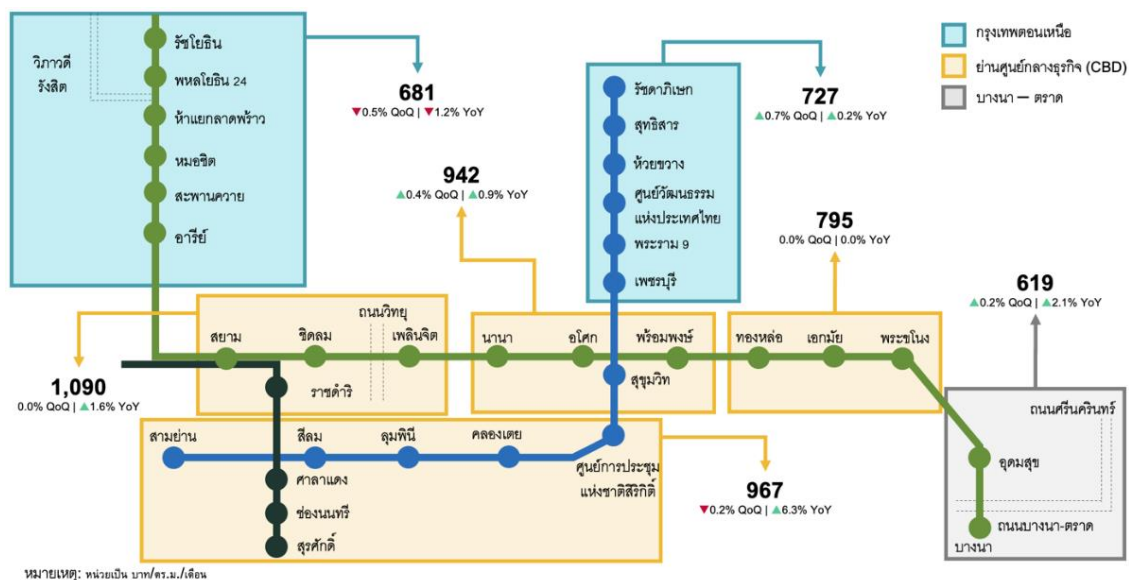 วิภาวดี
รังสิต
รัชโยธิน
พหลโยธิน 24
ห้าแยกลาดพร้าว
หมอชิต
สะพานควาย
อารีย์
681
▼0.5% QoQ | ▼1.2% YoY
รัชดาภิเษก
สุทธิสาร
ห้วยขวาง
ศูนย์วัฒนธรรม
แห่งประเทศไทย
พระราม 9
เพชรบุรี
727
▲0.7% QoQ | ▲0.2% YoY
กรุงเทพตอนเหนือ
ย่านศูนย์กลางธุรกิจ (CBD)
บางนา — ตราด
942
▲0.4% QoQ | ▲0.9% YoY
795
0.0% QoQ | 0.0% YoY
619
▲0.2% QoQ | ▲2.1% YoY
1,090
0.0% QoQ | ▲1.6% YoY
สยาม
ชิดลม
ถนนวิทยุ
เพลินจิต
ราชดำริ
นานา
อโศก
พร้อมพงษ์
สุขุมวิท
ทองหล่อ
เอกมัย
พระขโนง
สามย่าน
สีลม
ลุมพินี
คลองเตย
ศูนย์การประชุม
แห่งชาติสิริกิติ์
ศาลาแดง
ช่องนนทรี
สุรศักดิ์
967
▼0.2% QoQ | ▲6.3% YoY
ถนนศรีนครินทร์
อุดมสุข
ถนนบางนา-ตราด
บางนา
หมายเหตุ: หน่วยเป็น บาท/ตร.ม./เดือน